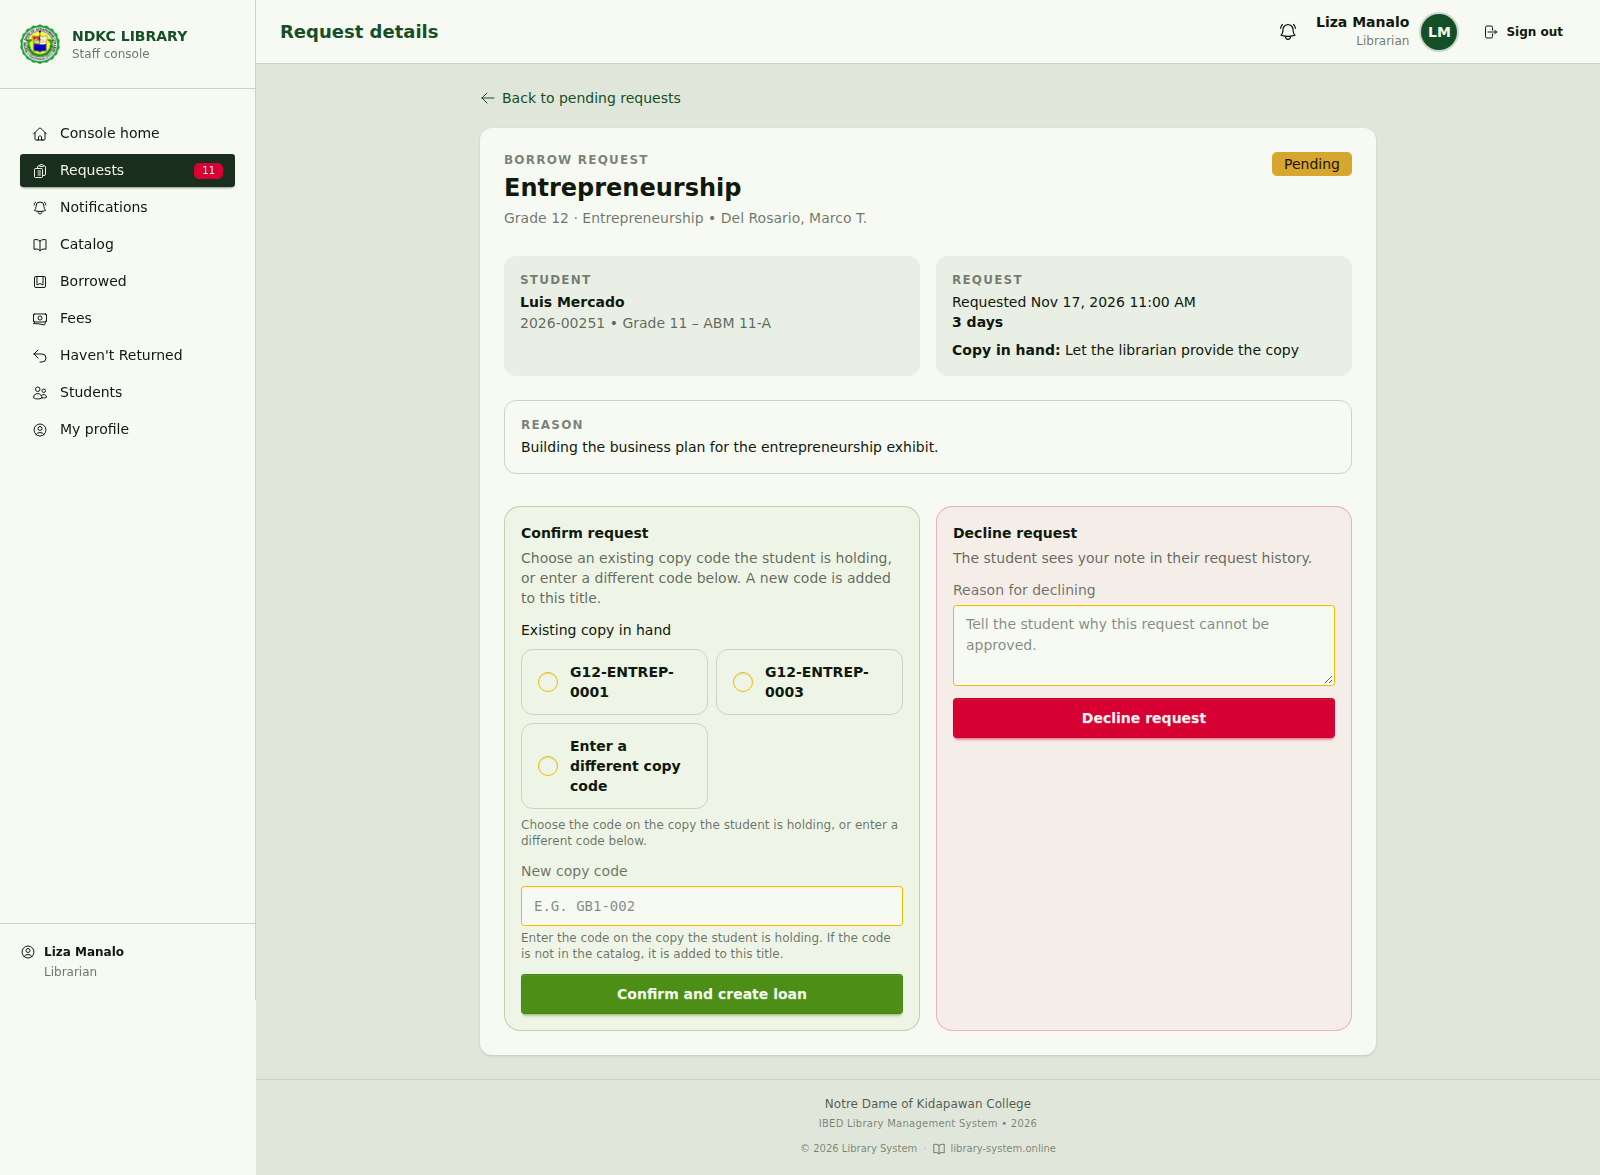 NDKC LIBRARY
Staff console
Request details
Liza Manalo
Librarian
LM
Sign out
Console home
Requests
11
Notifications
Catalog
Borrowed
Fees
Haven't Returned
Students
My profile
Liza Manalo
Librarian
Back to pending requests
BORROW REQUEST
Pending
Entrepreneurship
Grade 12 · Entrepreneurship • Del Rosario, Marco T.
STUDENT
Luis Mercado
2026-00251 • Grade 11 – ABM 11-A
REQUEST
Requested Nov 17, 2026 11:00 AM
3 days
Copy in hand: Let the librarian provide the copy
REASON
Building the business plan for the entrepreneurship exhibit.
Confirm request
Choose an existing copy code the student is holding,
or enter a different code below. A new code is added
to this title.
Existing copy in hand
G12-ENTREP-
0001
G12-ENTREP-
0003
Enter a
different copy
code
Choose the code on the copy the student is holding, or enter a
different code below.
New copy code
E.G. GB1-002
Enter the code on the copy the student is holding. If the code
is not in the catalog, it is added to this title.
Confirm and create loan
Decline request
The student sees your note in their request history.
Reason for declining
Tell the student why this request cannot be
approved.
Decline request
Notre Dame of Kidapawan College
IBED Library Management System • 2026
© 2026 Library System · library-system.online